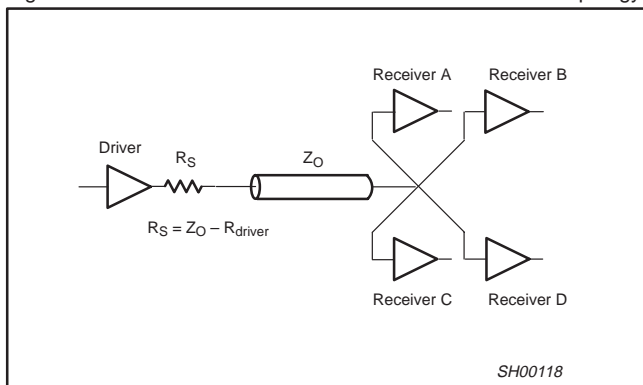 Receiver A
Receiver B
Driver
RS
ZO
RS = ZO – Rdriver
Receiver C
Receiver D
SH00118